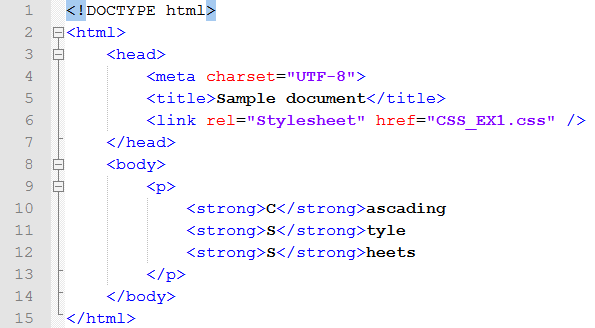 1 <!DOCTYPE html>
2 <html>
3 <head>
4 <meta charset="UTF-8">
5 <title>Sample document</title>
6 <link rel="Stylesheet" href="CSS_EX1.css" />
7 </head>
8 <body>
9 <p>
10 <strong>C</strong>ascading
11 <strong>S</strong>tyle
12 <strong>S</strong>heets
13 </p>
14 </body>
15 </html>